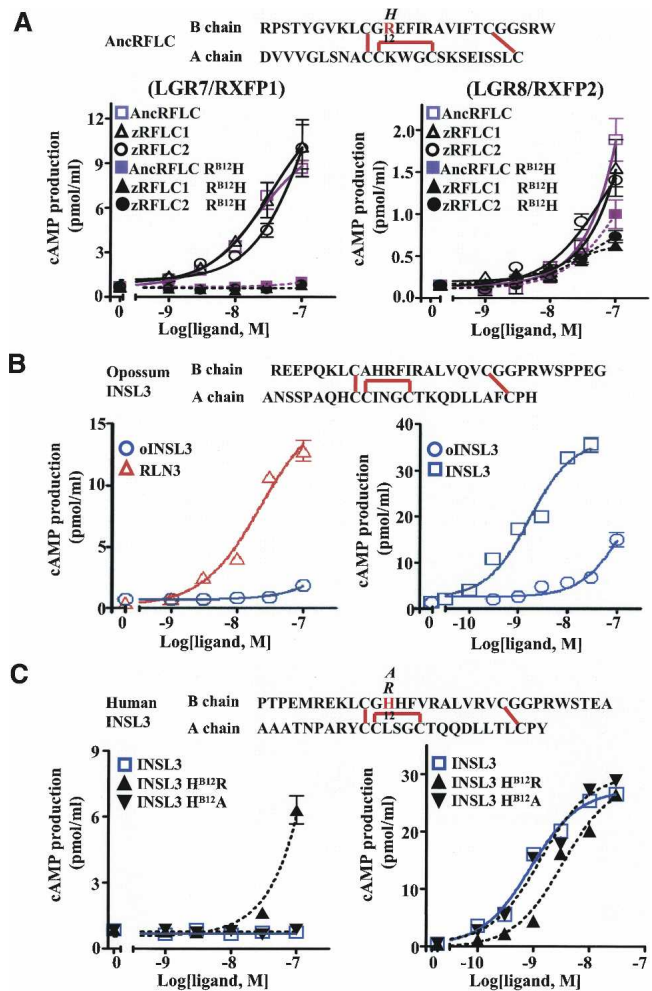 A
H
B chain RPSTYGVKLCGREFIRAVIFTCGGSRW
AncRFLC
12
A chain DVVVGLSNACCKWGCSKSEISSLC
(LGR7/RXFP1) (LGR8/RXFP2)
cAMP production (pmol/ml)
12
9
6
3
0
AncRFLC
zRFLC1
zRFLC2
AncRFLC R^B12H
zRFLC1 R^B12H
zRFLC2 R^B12H
0 -9 -8 -7
Log[ligand, M]
cAMP production (pmol/ml)
2.0
1.5
1.0
0.5
0.0
AncRFLC
zRFLC1
zRFLC2
AncRFLC R^B12H
zRFLC1 R^B12H
zRFLC2 R^B12H
0 -9 -8 -7
Log[ligand, M]
B
Opossum INSL3
B chain REEPQKLCAHRFIRALVQVCGGPRWSPPEG
A chain ANSSPAQHCCINGCTKQDLLAFCPH
cAMP production (pmol/ml)
15
10
5
0
oINSL3
RLN3
0 -9 -8 -7
Log[ligand, M]
cAMP production (pmol/ml)
40
30
20
10
0
oINSL3
INSL3
0 -10 -9 -8 -7
Log[ligand, M]
C
A
R
Human INSL3
B chain PTPEMREKLCGHHFVRALVRVCGGPRWSTEA
12
A chain AAATNPARYCCLSGCTQQDLLTLCPY
cAMP production (pmol/ml)
9
6
3
0
INSL3
INSL3 H^B12R
INSL3 H^B12A
0 -9 -8 -7
Log[ligand, M]
cAMP production (pmol/ml)
30
20
10
0
INSL3
INSL3 H^B12R
INSL3 H^B12A
0 -10 -9 -8 -7
Log[ligand, M]